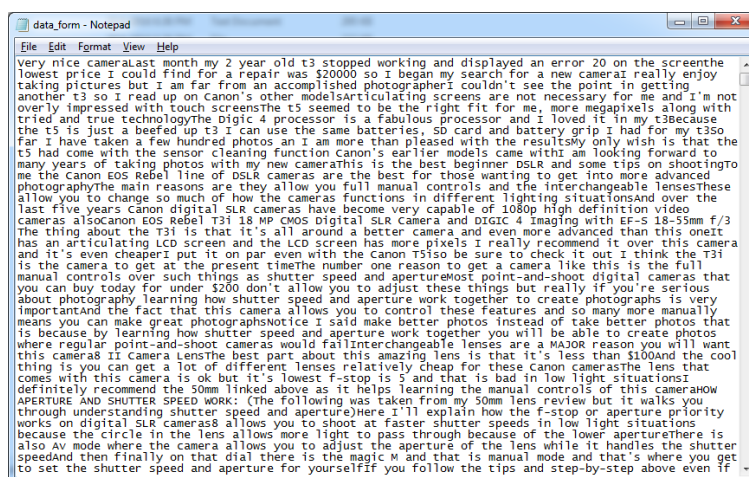 data_form - Notepad
File Edit Format View Help
Very nice cameraLast month my 2 year old t3 stopped working and displayed an error 20 on the screenthe
lowest price I could find for a repair was $20000 so I began my search for a new cameraI really enjoy
taking pictures but I am far from an accomplished photographerI couldn't see the point in getting
another t3 so I read up on Canon's other modelsArticulating screens are not necessary for me and I'm not
overly impressed with touch screensThe t5 seemed to be the right fit for me, more megapixels along with
tried and true technologyThe Digic 4 processor is a fabulous processor and I loved it in my t3Because
the t5 is just a beefed up t3 I can use the same batteries, SD card and battery grip I had for my t3So
far I have taken a few hundred photos an I am more than pleased with the resultsMy only wish is that the
t5 had come with the sensor cleaning function Canon's earlier models came withI am looking forward to
many years of taking photos with my new cameraThis is the best beginner DSLR and some tips on shootingTo
me the Canon EOS Rebel line of DSLR cameras are the best for those wanting to get into more advanced
photographyThe main reasons are they allow you full manual controls and the interchangeable lensesThese
allow you to change so much of how the cameras functions in different lighting situationsAnd over the
last five years Canon digital SLR cameras have become very capable of 1080p high definition video
cameras alsoCanon EOS Rebel T3i 18 MP CMOS Digital SLR Camera and DIGIC 4 Imaging with EF-S 18-55mm f/3
The thing about the T3i is that it's all around a better camera and even more advanced than this oneIt
has an articulating LCD screen and the LCD screen has more pixels I really recommend it over this camera
and it's even cheaperI put it on par even with the Canon T5iso be sure to check it out I think the T3i
is the camera to get at the present timeThe number one reason to get a camera like this is the full
manual controls over such things as shutter speed and apertureMost point-and-shoot digital cameras that
you can buy today for under $200 don't allow you to adjust these things but really if you're serious
about photography learning how shutter speed and aperture work together to create photographs is very
importantAnd the fact that this camera allows you to control these features and so many more manually
means you can make great photographsNotice I said make better photos instead of take better photos that
is because by learning how shutter speed and aperture work together you will be able to create photos
where regular point-and-shoot cameras would failInterchangeable lenses are a MAJOR reason you will want
this camera8 II Camera LensThe best part about this amazing lens is that it's less than $100And the cool
thing is you can get a lot of different lenses relatively cheap for these Canon camerasThe lens that
comes with this camera is ok but it's lowest f-stop is 5 and that is bad in low light situationsI
definitely recommend the 50mm linked above as it helps learning the manual controls of this cameraHOW
APERTURE AND SHUTTER SPEED WORK: (The following was taken from my 50mm lens review but it walks you
through understanding shutter speed and aperture)Here I'll explain how the f-stop or aperture priority
works on digital SLR cameras8 allows you to shoot at faster shutter speeds in low light situations
because the circle in the lens allows more light to pass through because of the lower apertureThere is
also Av mode where the camera allows you to adjust the aperture of the lens while it handles the shutter
speedAnd then finally on that dial there is the magic M and that is manual mode and that's where you get
to set the shutter speed and aperture for yourselfIf you follow the tips and step-by-step above even if